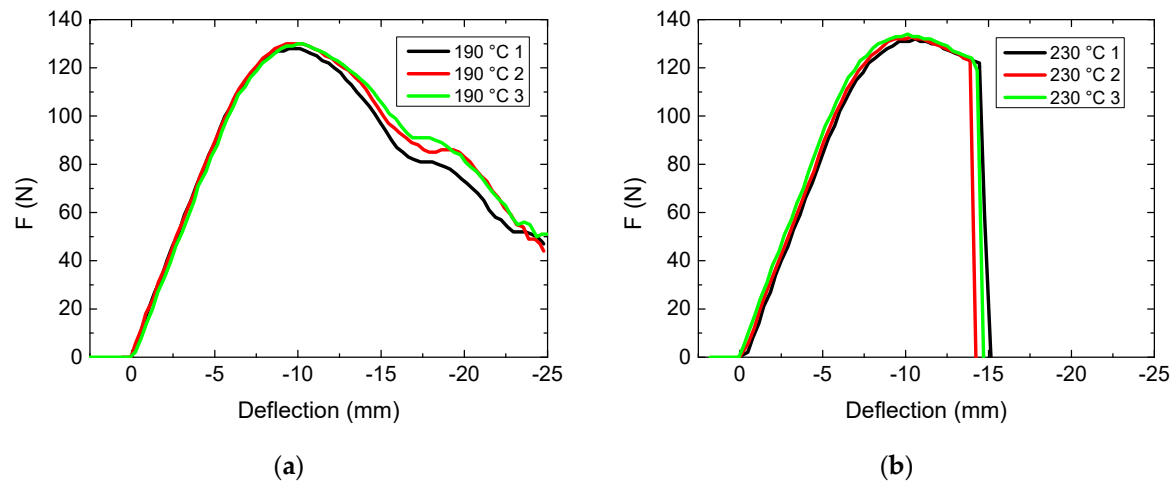 140
120
100
80
60
40
20
0
F (N)
0 -5 -10 -15 -20 -25
Deflection (mm)
190 °C 1
190 °C 2
190 °C 3
(a)
140
120
100
80
60
40
20
0
F (N)
0 -5 -10 -15 -20 -25
Deflection (mm)
230 °C 1
230 °C 2
230 °C 3
(b)